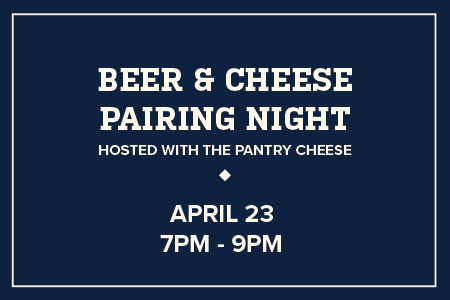 BEER & CHEESE
PAIRING NIGHT
HOSTED WITH THE PANTRY CHEESE
APRIL 23
7PM - 9PM